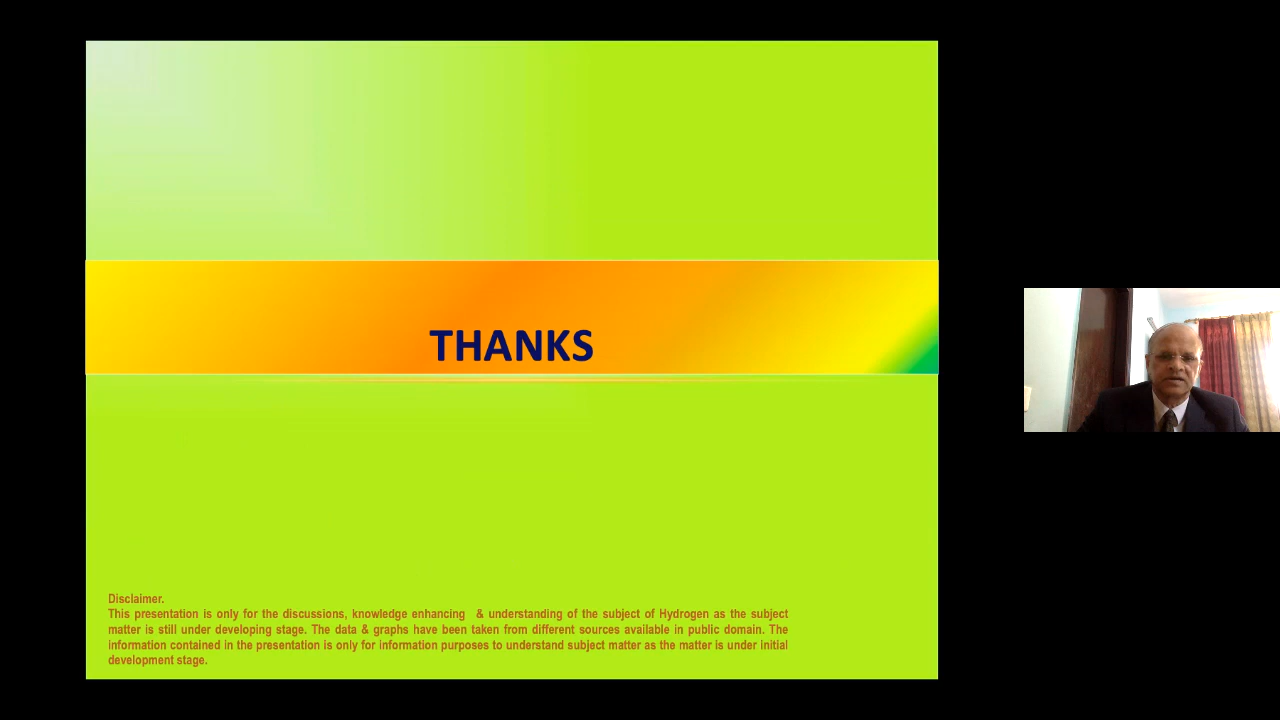 THANKS
Disclaimer.
This presentation is only for the discussions, knowledge enhancing & understanding of the subject of Hydrogen as the subject
matter is still under developing stage. The data & graphs have been taken from different sources available in public domain. The
information contained in the presentation is only for information purposes to understand subject matter as the matter is under initial
development stage.